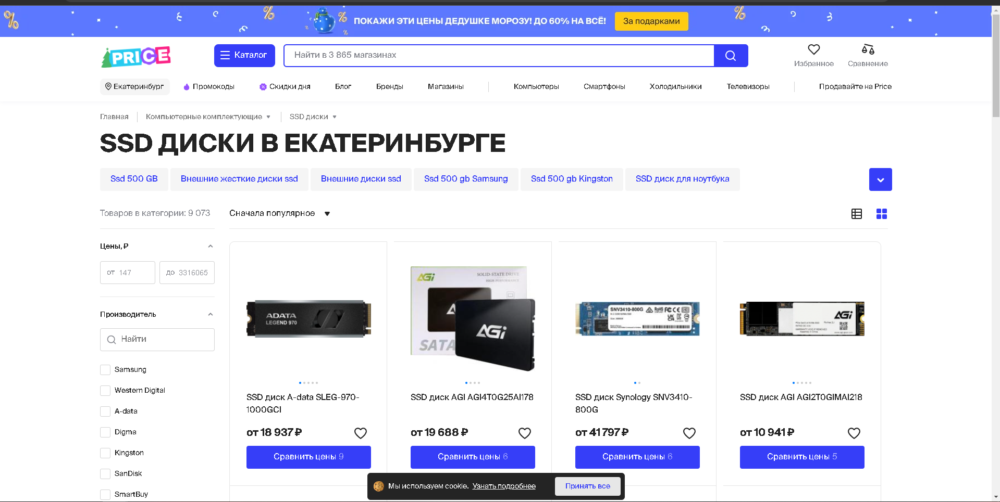 ПОКАЖИ ЭТИ ЦЕНЫ ДЕДУШКЕ МОРОЗУ! ДО 60% НА ВСЁ!
За подарками
PRICE
Каталог
Найти в 3 865 магазинах
Избранное
Сравнение
Екатеринбург
Промокоды
Скидки дня
Блог
Бренды
Магазины
Компьютеры
Смартфоны
Холодильники
Телевизоры
Продавайте на Price
Главная
Компьютерные комплектующие
SSD диски
SSD ДИСКИ В ЕКАТЕРИНБУРГЕ
Ssd 500 GB
Внешние жесткие диски ssd
Внешние диски ssd
Ssd 500 gb Samsung
Ssd 500 gb Kingston
SSD диск для ноутбука
Товаров в категории: 9 073
Сначала популярное
Цены, ₽
от 147
до 3316065
Производитель
Найти
Samsung
Western Digital
A-data
Digma
Kingston
SanDisk
SmartBuy
ADATA
LEGEND 970
SSD диск A-data SLEG-970-
1000GCI
от 18 937 ₽
Сравнить цены 9
AGI
SOLID-STATE DRIVE
HIGH-PERFORMANCE
SATA
AGI
SSD диск AGI AGI4T0G25AI178
от 19 688 ₽
Сравнить цены 6
SNV3410-800G
RoHS
SSD диск Synology SNV3410-
800G
от 41 797 ₽
Сравнить цены 6
AGI
SSD диск AGI AGI2T0GIMAI218
от 10 941 ₽
Сравнить цены 5
Мы используем cookie. Узнать подробнее
Принять все